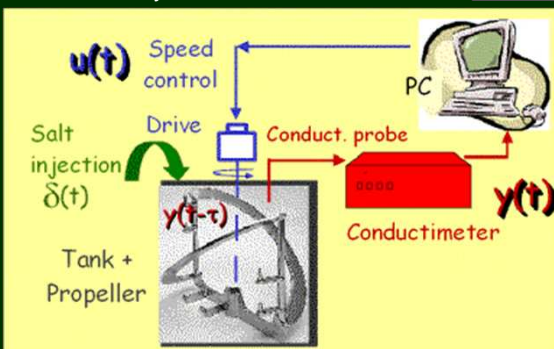 u(t)
Speed
control
PC
Drive
Conduct. probe
Salt
injection
δ(t)
y(t-τ)
y(t)
Conductimeter
Tank +
Propeller